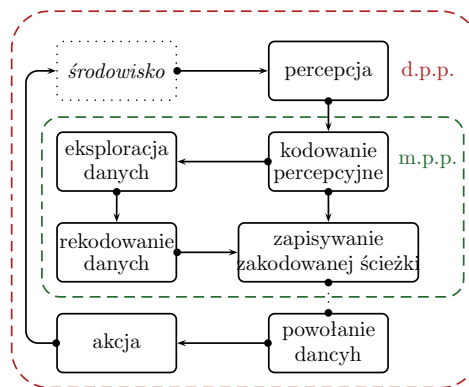 środowisko
percepcja
d.p.p.
eksploracja
danych
kodowanie
percepcyjne
m.p.p.
rekodowanie
danych
zapisywanie
zakodowanej ścieżki
akcja
powołanie
dancyh